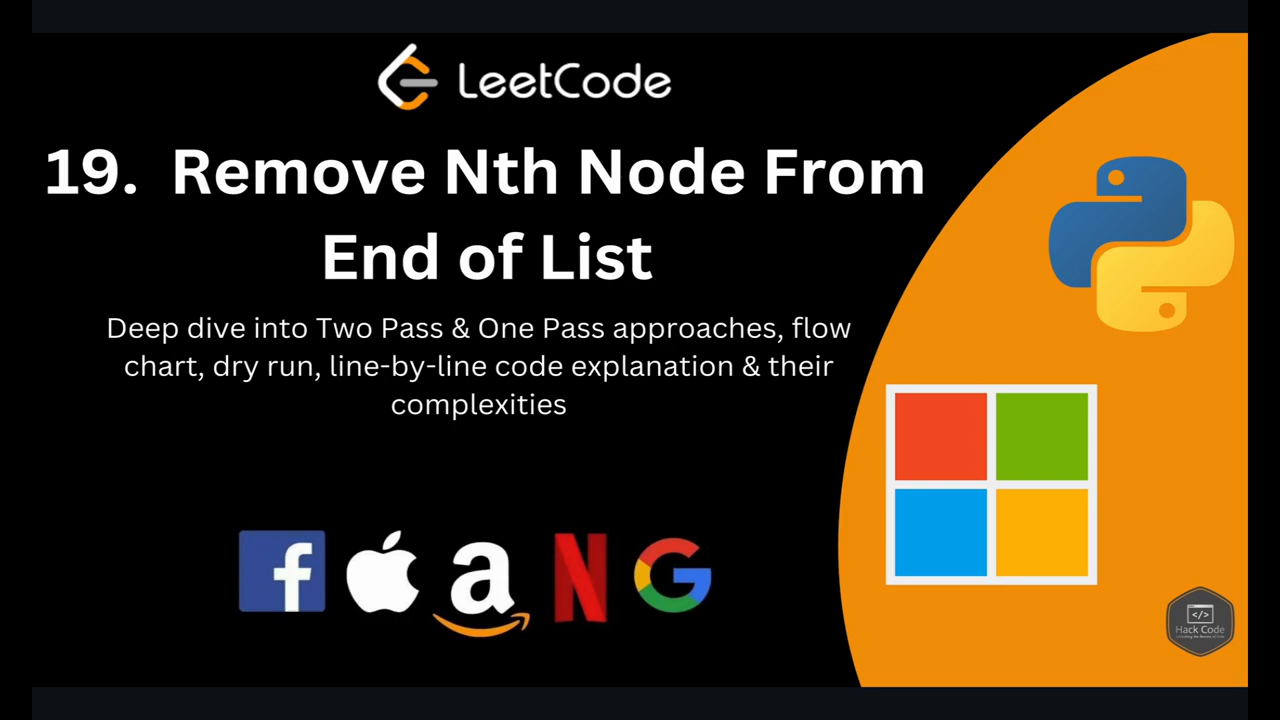 LeetCode
19. Remove Nth Node From
End of List
Deep dive into Two Pass & One Pass approaches, flow
chart, dry run, line-by-line code explanation & their
complexities
f
a
N
G
</>
Hack Code